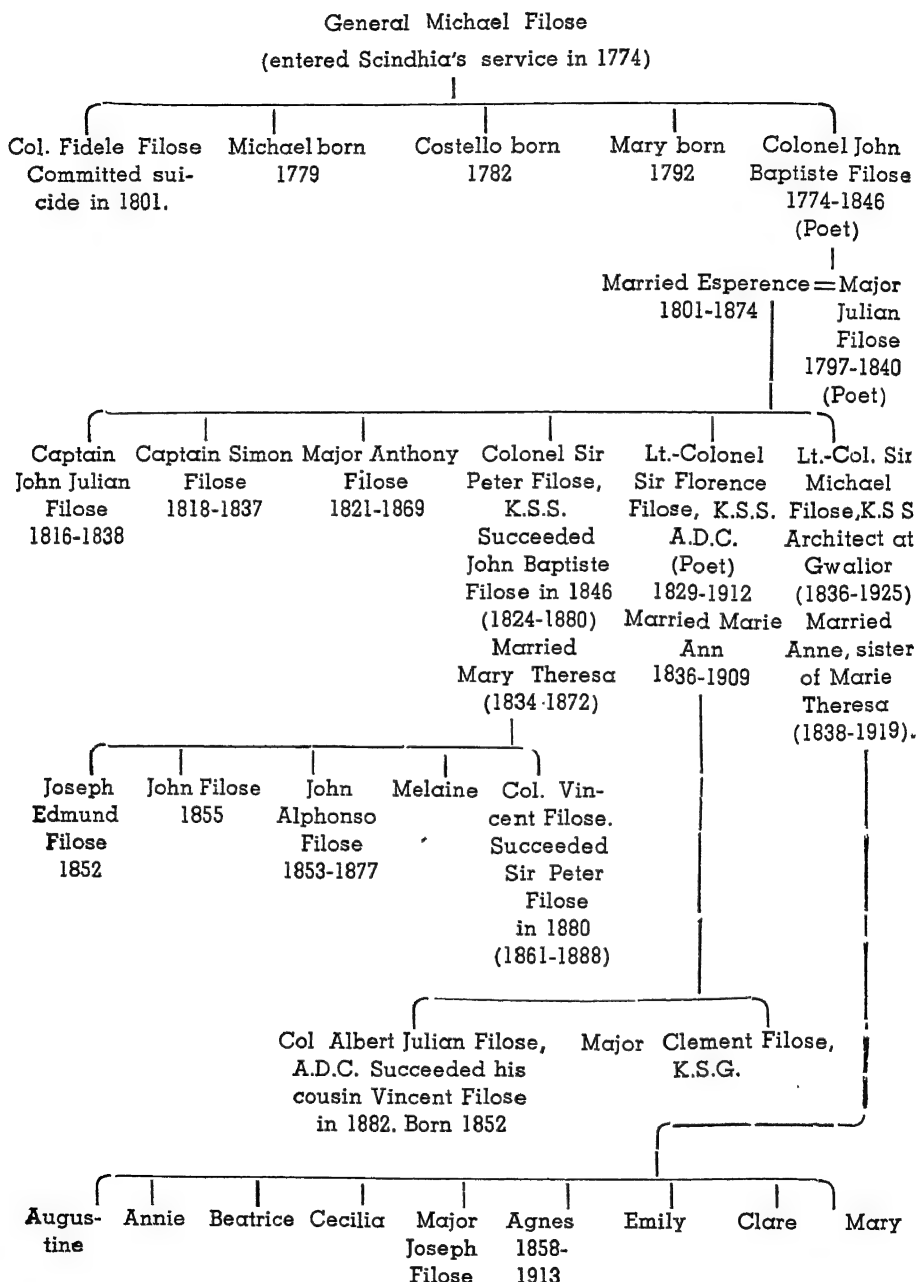 General Michael Filose
(entered Scindhia's service in 1774)
Col. Fidele Filose
Committed sui-
cide in 1801.
Michael born
1779
Costello born
1782
Mary born
1792
Colonel John
Baptiste Filose
1774-1846
(Poet)
Married Esperence = Major
1801-1874
Julian
Filose
1797-1840
(Poet)
Captain
John Julian
Filose
1816-1838
Captain Simon
Filose
1818-1837
Major Anthony
Filose
1821-1869
Colonel Sir
Peter Filose,
K.S.S.
Succeeded
John Baptiste
Filose in 1846
(1824-1880)
Married
Mary Theresa
(1834-1872)
Lt.-Colonel
Sir Florence
Filose, K.S.S.
A.D.C.
(Poet)
1829-1912
Married Marie
Ann
1836-1909
Lt.-Col. Sir
Michael
Filose,K.S S
Architect at
Gwalior
(1836-1925)
Married
Anne, sister
of Marie
Theresa
(1838-1919).
Joseph
Edmund
Filose
1852
John Filose
1855
John
Alphonso
Filose
1853-1877
Melaine
Col. Vin-
cent Filose.
Succeeded
Sir Peter
Filose
in 1880
(1861-1888)
Col Albert Julian Filose,
A.D.C. Succeeded his
cousin Vincent Filose
in 1882. Born 1852
Major Clement Filose,
K.S.G.
Augus-
tine
Annie
Beatrice
Cecilia
Major
Joseph
Filose
Agnes
1858-
1913
Emily
Clare
Mary